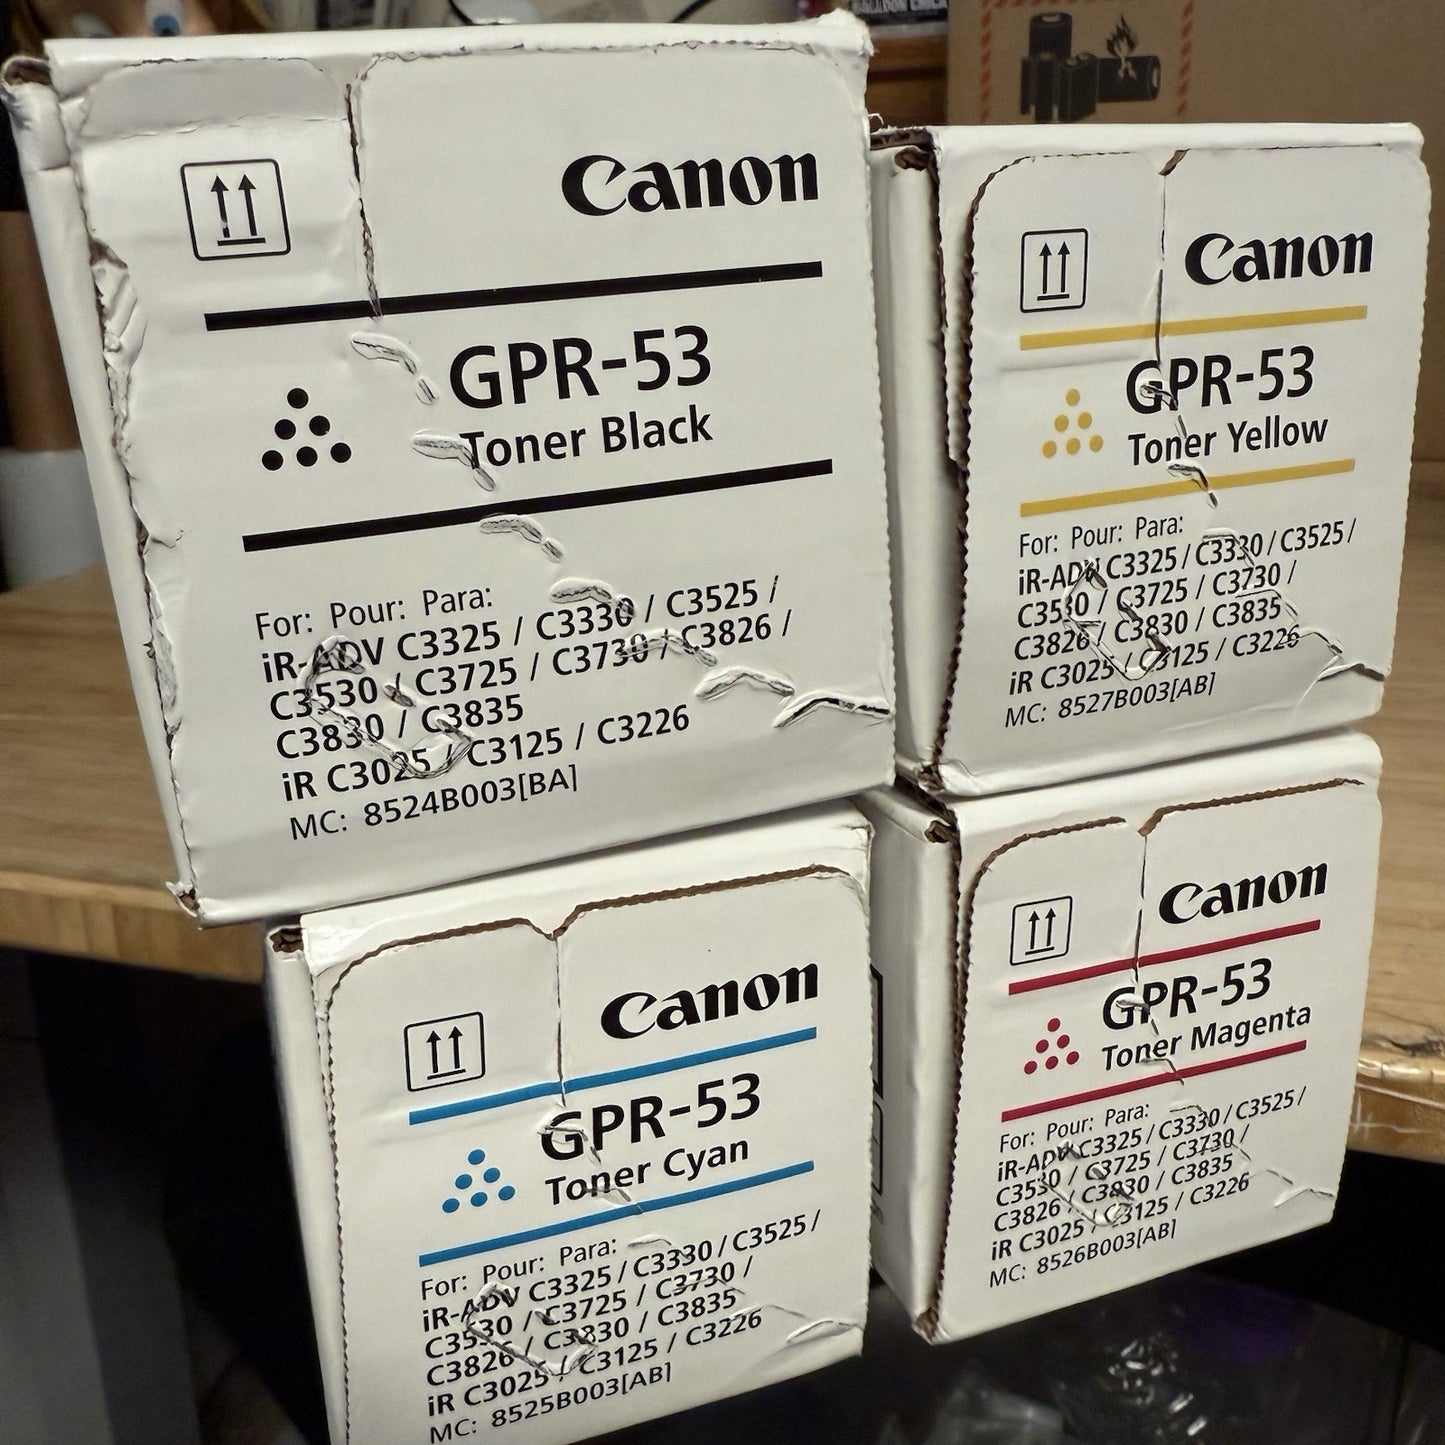 Canon
GPR-53
Toner Black
For: Pour: Para:
iR-ADV C3325 / C3330 / C3525 /
C3530 / C3725 / C3730 / C3826 /
C3830 / C3835
iR C3025 / C3125 / C3226
MC: 8524B003[BA]
Canon
GPR-53
Toner Yellow
For: Pour: Para:
iR-ADV C3325 / C3330 / C3525 /
C3530 / C3725 / C3730 /
C3826 / C3830 / C3835
iR C3025 / C3125 / C3226
MC: 8527B003[AB]
Canon
GPR-53
Toner Cyan
For: Pour: Para:
iR-ADV C3325 / C3330 / C3525 /
C3530 / C3725 / C3730 /
C3826 / C3830 / C3835
iR C3025 / C3125 / C3226
MC: 8525B003[AB]
Canon
GPR-53
Toner Magenta
For: Pour: Para:
iR-ADV C3325 / C3330 / C3525 /
C3530 / C3725 / C3730 /
C3826 / C3830 / C3835
iR C3025 / C3125 / C3226
MC: 8526B003[AB]